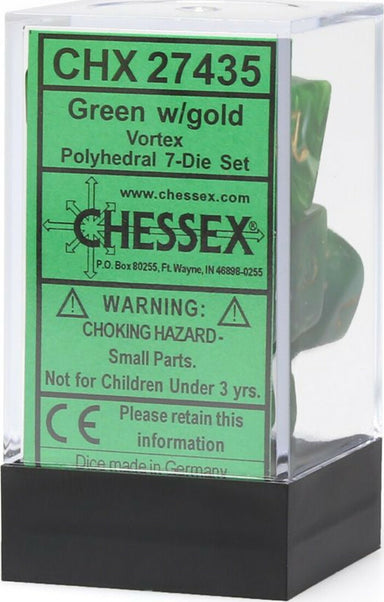 CHX 27435
Green w/gold
Vortex
Polyhedral 7-Die Set
www.chessex.com
CHESSEX®
P.O. Box 80255, Ft. Wayne, IN 46898-0255
WARNING:
CHOKING HAZARD-
Small Parts.
Not for Children Under 3 yrs.
CE Please retain this
information
Dice made in Germany